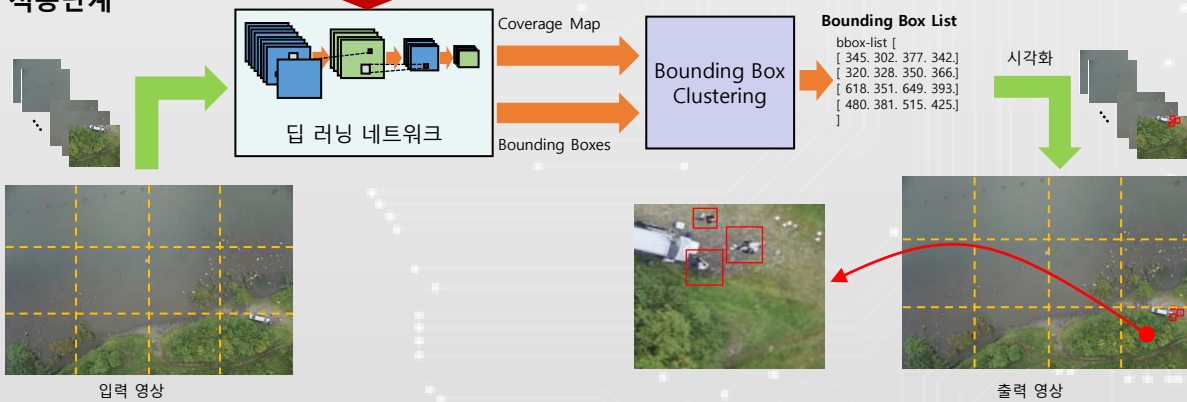 Coverage Map
Bounding Boxes
딥 러닝 네트워크
Bounding Box
Clustering
Bounding Box List
bbox-list [
[ 345. 302. 377. 342.]
[ 320. 328. 350. 366.]
[ 618. 351. 649. 393.]
[ 480. 381. 515. 425.]
]
시각화
입력 영상
출력 영상